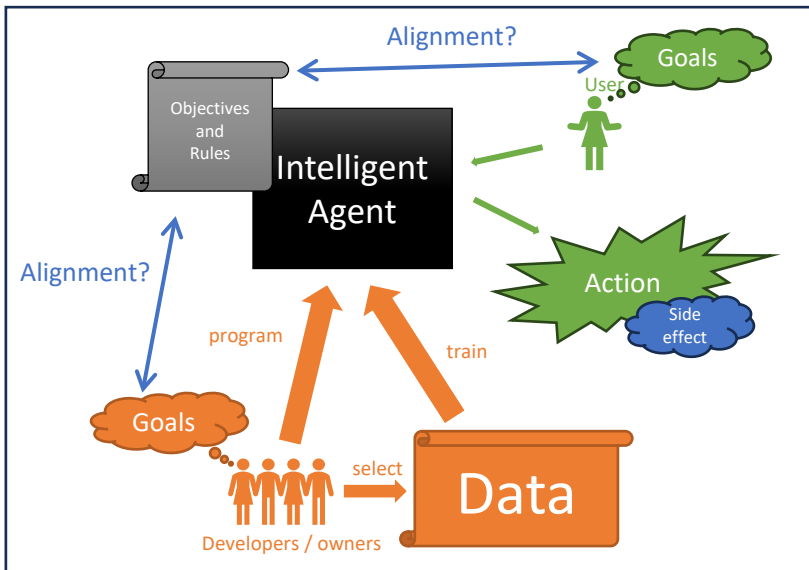 Alignment?
Goals
User
Objectives
and
Rules
Intelligent
Agent
Alignment?
Action
Side
effect
program
train
Goals
select
Data
Developers / owners